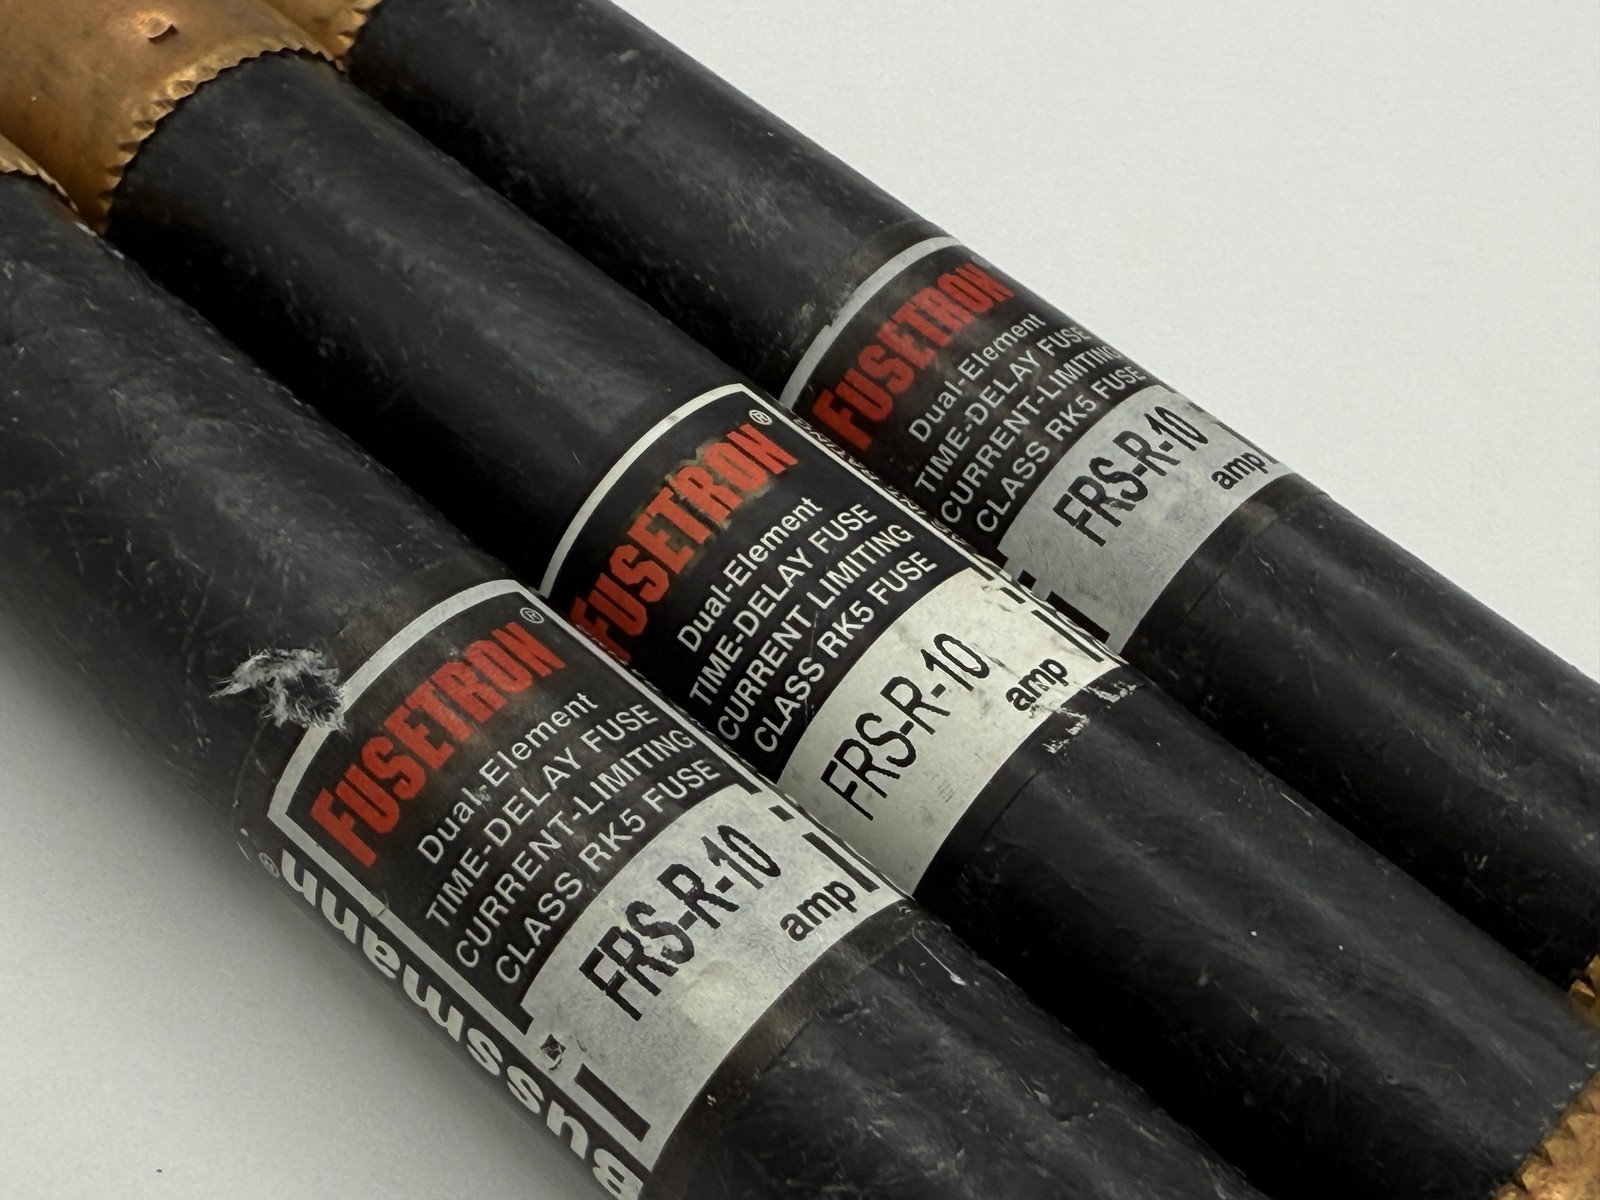 FUSETRON®
Dual-Element
TIME-DELAY FUSE
CURRENT-LIMITING
CLASS RK5 FUSE
FRS-R-10
amp
Bussmann®
FUSETRON®
Dual-Element
TIME-DELAY FUSE
CURRENT LIMITING
CLASS RK5 FUSE
FRS-R-10
amp
FUSETRON
Dual-Element
TIME-DELAY FUSE
CURRENT-LIMITING
CLASS RK5 FUSE
FRS-R-10
amp